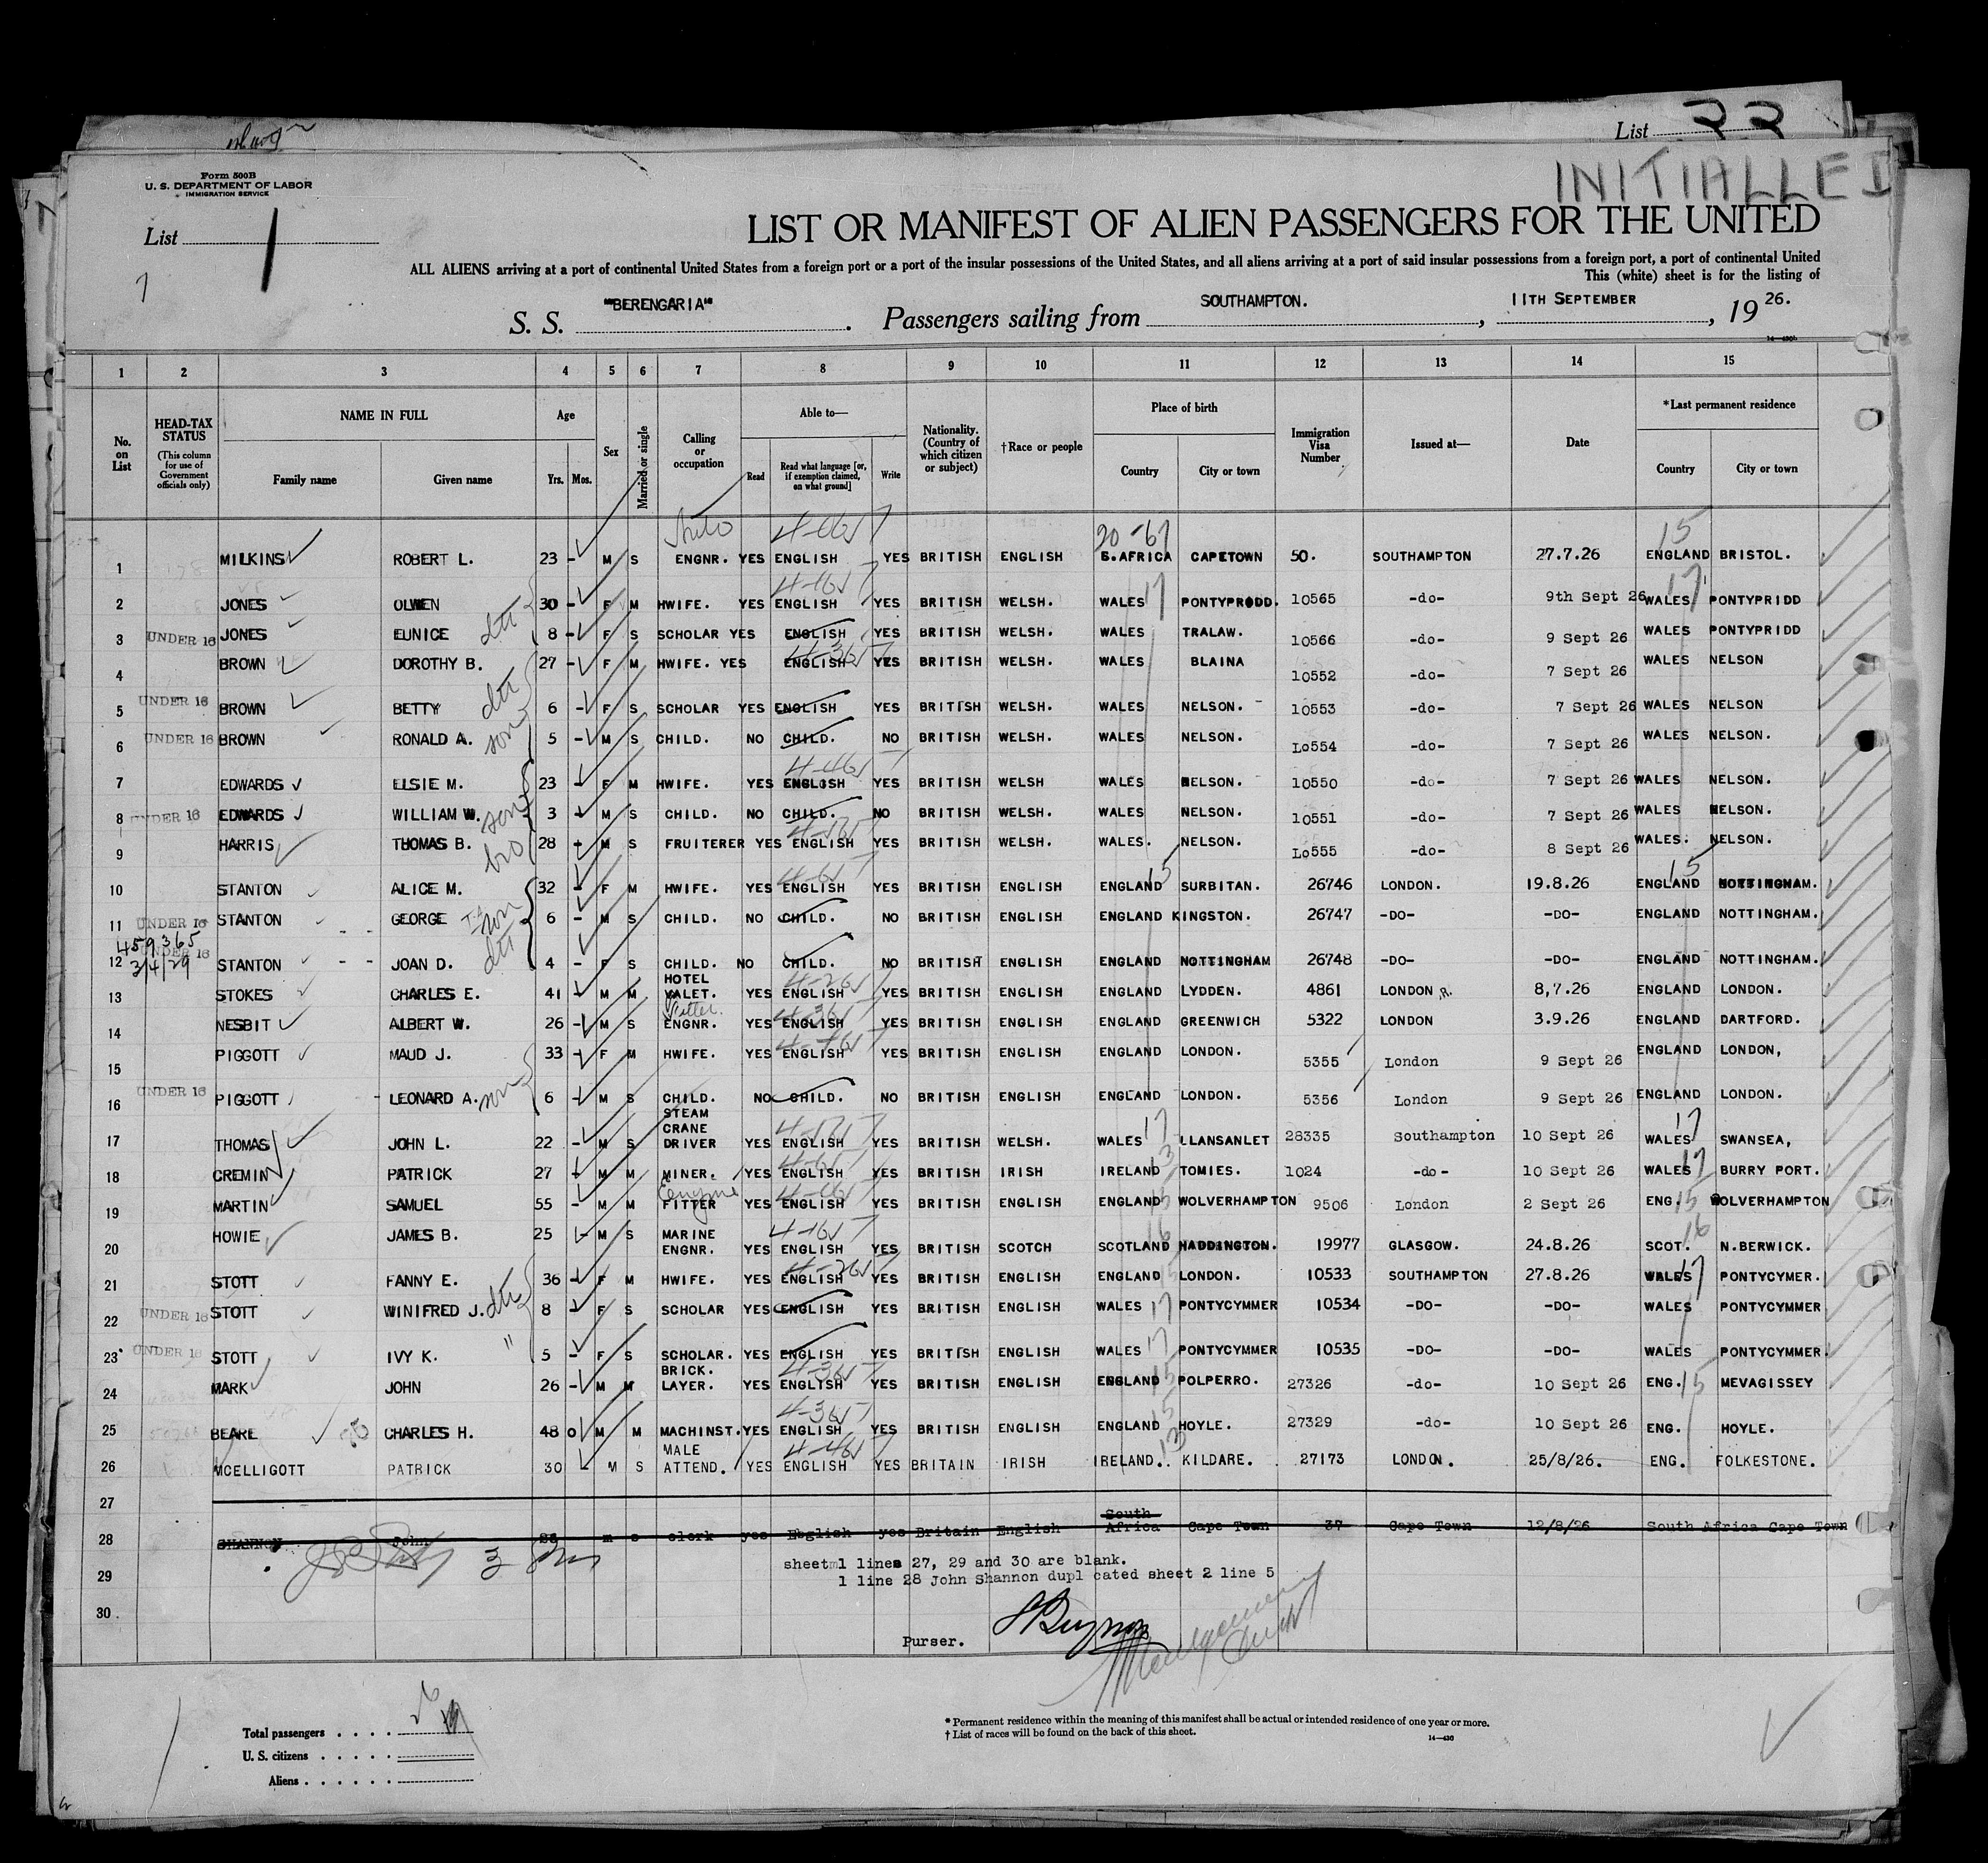 List 22
INITIALLED
Form 500B
U. S. DEPARTMENT OF LABOR
IMMIGRATION SERVICE
List 1
LIST OR MANIFEST OF ALIEN PASSENGERS FOR THE UNITED
ALL ALIENS arriving at a port of continental United States from a foreign port or a port of the insular possessions of the United States, and all aliens arriving at a port of said insular possessions from a foreign port, a port of continental United
This (white) sheet is for the listing of
S. S. "BERENGARIA" . Passengers sailing from SOUTHAMPTON. , 11TH SEPTEMBER , 19 26.
1 2 3 4 5 6 7 8 9 10 11 12 13 14 15
No. on List
HEAD-TAX STATUS (This column for use of Government officials only)
NAME IN FULL
Family name Given name
Age
Yrs. Mos.
Sex
Married or single
Calling or occupation
Able to—
Read
Read what language [or, if exemption claimed, on what ground]
Write
Nationality. (Country of which citizen or subject)
†Race or people
Place of birth
Country City or town
Immigration Visa Number
Issued at—
Date
*Last permanent residence
Country City or town
1 MILKINS ROBERT L. 23 - M S ENGNR. YES ENGLISH YES BRITISH ENGLISH S.AFRICA CAPETOWN 50. SOUTHAMPTON 27.7.26 ENGLAND BRISTOL.
2 JONES OLWEN 30 - F M HWIFE. YES ENGLISH YES BRITISH WELSH. WALES PONTYPRODD. 10565 -do- 9th Sept 26 WALES PONTYPRIDD
3 UNDER 16 JONES EUNICE dtr 8 - F S SCHOLAR YES ENGLISH YES BRITISH WELSH. WALES TRALAW. 10566 -do- 9 Sept 26 WALES PONTYPRIDD
4 BROWN DOROTHY B. 27 - F M HWIFE. YES ENGLISH YES BRITISH WELSH. WALES BLAINA 10552 -do- 7 Sept 26 WALES NELSON
5 UNDER 16 BROWN BETTY dtr 6 - F S SCHOLAR YES ENGLISH YES BRITISH WELSH. WALES NELSON. 10553 -do- 7 Sept 26 WALES NELSON
6 UNDER 16 BROWN RONALD A. son 5 - M S CHILD. NO CHILD. NO BRITISH WELSH. WALES NELSON. Lo554 -do- 7 Sept 26 WALES NELSON.
7 EDWARDS ELSIE M. 23 - F M HWIFE. YES ENGLISH YES BRITISH WELSH WALES NELSON. 10550 -do- 7 Sept 26 WALES NELSON.
8 UNDER 16 EDWARDS WILLIAM W. son 3 - M S CHILD. NO CHILD. NO BRITISH WELSH. WALES NELSON. 10551 -do- 7 Sept 26 WALES NELSON.
9 HARRIS THOMAS B. bro 28 - M S FRUITERER YES ENGLISH YES BRITISH WELSH. WALES. NELSON. Lo555 -do- 8 Sept 26 WALES. NELSON.
10 STANTON ALICE M. 32 - F M HWIFE. YES ENGLISH YES BRITISH ENGLISH ENGLAND SURBITAN. 26746 LONDON. 19.8.26 ENGLAND NOTTINGHAM.
11 UNDER 16 STANTON GEORGE son 6 - M S CHILD. NO CHILD. NO BRITISH ENGLISH ENGLAND KINGSTON. 26747 -DO- -DO- ENGLAND NOTTINGHAM.
459365
3/4/29
12 UNDER 16 STANTON JOAN D. dtr 4 - F S CHILD. NO CHILD. NO BRITISH ENGLISH ENGLAND NOTTINGHAM 26748 -DO- -DO- ENGLAND NOTTINGHAM.
13 STOKES CHARLES E. 41 - M M HOTEL VALET. YES ENGLISH YES BRITISH ENGLISH ENGLAND LYDDEN. 4861 LONDON 8,7.26 ENGLAND LONDON.
14 NESBIT ALBERT W. 26 - M S Fitter ENGNR. YES ENGLISH YES BRITISH ENGLISH ENGLAND GREENWICH 5322 LONDON 3.9.26 ENGLAND DARTFORD.
15 PIGGOTT MAUD J. 33 - F M HWIFE. YES ENGLISH YES BRITISH ENGLISH ENGLAND LONDON. 5355 London 9 Sept 26 ENGLAND LONDON,
16 UNDER 16 PIGGOTT LEONARD A. son 6 - M S CHILD. NO CHILD. NO BRITISH ENGLISH ENGLAND LONDON. 5356 London 9 Sept 26 ENGLAND LONDON.
17 THOMAS JOHN L. 22 - M S STEAM CRANE DRIVER YES ENGLISH YES BRITISH WELSH. WALES LLANSANLET 28335 Southampton 10 Sept 26 WALES SWANSEA,
18 CREMIN PATRICK 27 - M M MINER. YES ENGLISH YES BRITISH IRISH IRELAND TOMIES. 1024 -do- 10 Sept 26 WALES BURRY PORT.
19 MARTIN SAMUEL 55 - M M Engine FITTER YES ENGLISH YES BRITISH ENGLISH ENGLAND WOLVERHAMPTON 9506 London 2 Sept 26 ENG. WOLVERHAMPTON
20 HOWIE JAMES B. 25 - M S MARINE ENGNR. YES ENGLISH YES BRITISH SCOTCH SCOTLAND HADDINGTON. 19977 GLASGOW. 24.8.26 SCOT. N.BERWICK.
21 STOTT FANNY E. 36 - F M HWIFE. YES ENGLISH YES BRITISH ENGLISH ENGLAND LONDON. 10533 SOUTHAMPTON 27.8.26 WALES PONTYCYMER.
22 UNDER 16 STOTT WINIFRED J. dtr 8 - F S SCHOLAR YES ENGLISH YES BRITISH ENGLISH WALES PONTYCYMMER 10534 -DO- -DO- WALES PONTYCYMMER
23 UNDER 16 STOTT IVY K. " 5 - F S SCHOLAR. YES ENGLISH YES BRITISH ENGLISH WALES PONTYCYMMER 10535 -DO- -DO- WALES PONTYCYMMER.
24 MARK JOHN 26 - M M BRICK. LAYER. YES ENGLISH YES BRITISH ENGLISH ENGLAND POLPERRO. 27326 -do- 10 Sept 26 ENG. MEVAGISSEY
25 BEARE CHARLES H. 48 0 M M MACHINST. YES ENGLISH YES BRITISH ENGLISH ENGLAND HOYLE. 27329 -do- 10 Sept 26 ENG. HOYLE.
26 MCELLIGOTT PATRICK 30 - M S MALE ATTEND. YES ENGLISH YES BRITAIN IRISH IRELAND. KILDARE. 27173 LONDON. 25/8/26. ENG. FOLKESTONE.
27
28 SHANNON John 28 m s clerk yes English yes Britain English South Africa Cape Town 37 Cape Town 12/8/26 South Africa Cape Town
sheet 1 lines 27, 29 and 30 are blank.
29
1 line 28 John Shannon dupl cated sheet 2 line 5
30
Purser.
Total passengers
U. S. citizens
Aliens
* Permanent residence within the meaning of this manifest shall be actual or intended residence of one year or more.
† List of races will be found on the back of this sheet.
14—430